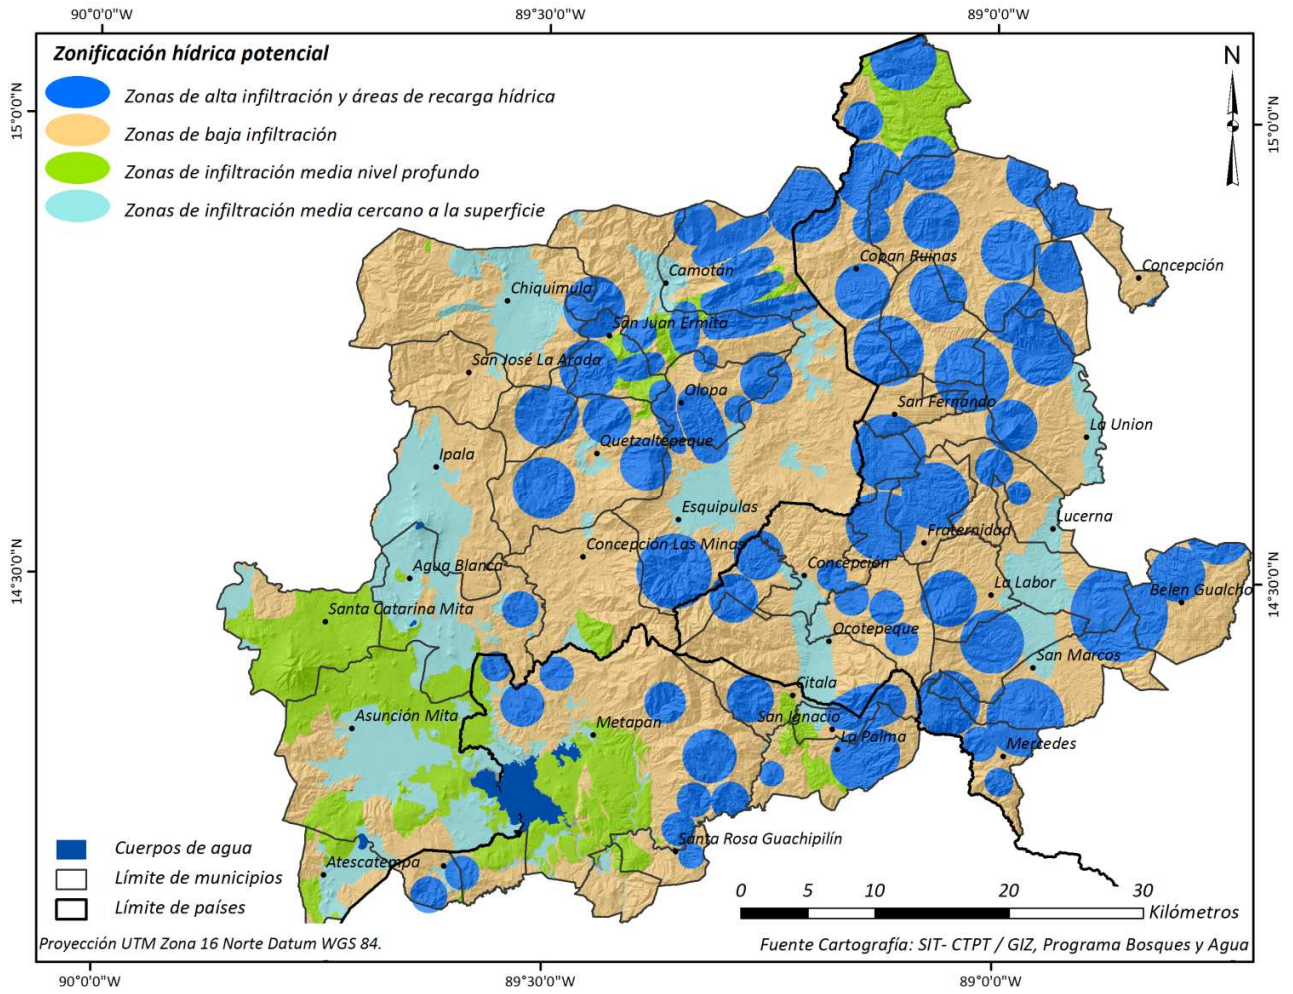 90°0'0"W 89°30'0"W 89°0'0"W
Zonificación hídrica potencial
Zonas de alta infiltración y áreas de recarga hídrica
Zonas de baja infiltración
Zonas de infiltración media nivel profundo
Zonas de infiltración media cercano a la superficie
N
15°0'0"N
15°0'0"N
Copan Ruinas
Concepción
Camotán
Chiquimula
San Juan Ermita
San José La Arada
Olopa
San Fernando
La Union
Quetzaltepeque
Ipala
Esquipulas
Lucerna
Fraternidad
Concepción Las Minas
Concepción
Agua Blanca
La Labor
Belen Gualcho
14°30'0"N
14°30'0"N
Santa Catarina Mita
Ocotepeque
San Marcos
Citala
Asunción Mita
San Ignacio
Metapan
La Palma
Mercedes
Santa Rosa Guachipilín
Atescatempa
Cuerpos de agua
Límite de municipios
Límite de países
0 5 10 20 30
Kilómetros
Proyección UTM Zona 16 Norte Datum WGS 84.
Fuente Cartografía: SIT- CTPT / GIZ, Programa Bosques y Agua
90°0'0"W 89°30'0"W 89°0'0"W